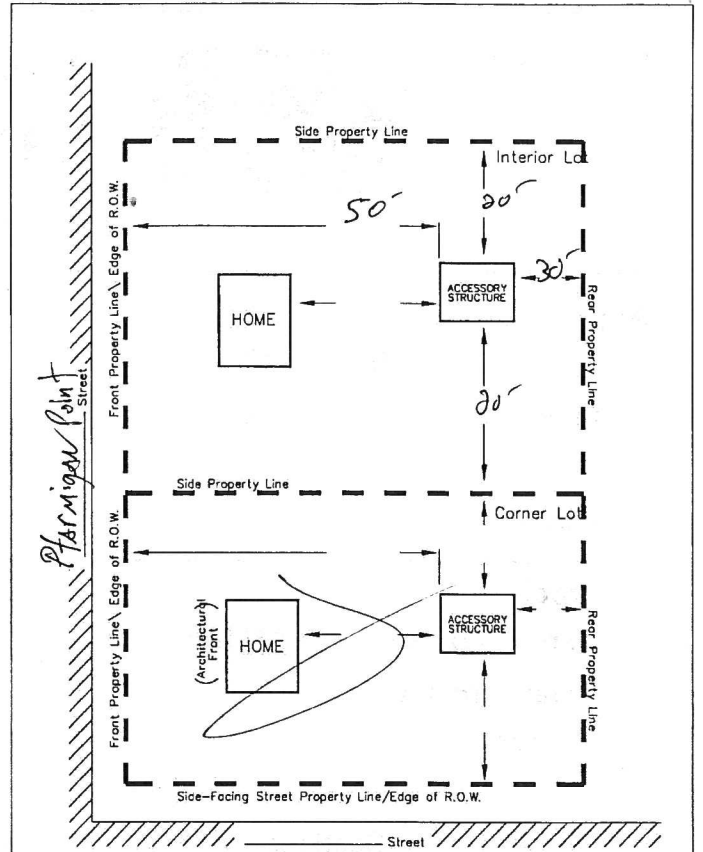 Side Property Line
Interior Lot
Front Property Line\ Edge of R.O.W.
50'
20'
ACCESSORY
STRUCTURE
30'
HOME
Rear Property Line
20'
Ptarmigan Point
Street
Side Property Line
Corner Lot
Front Property Line\ Edge of R.O.W.
(Architectural
Front)
HOME
ACCESSORY
STRUCTURE
Rear Property Line
Side-Facing Street Property Line/Edge of R.O.W.
Street